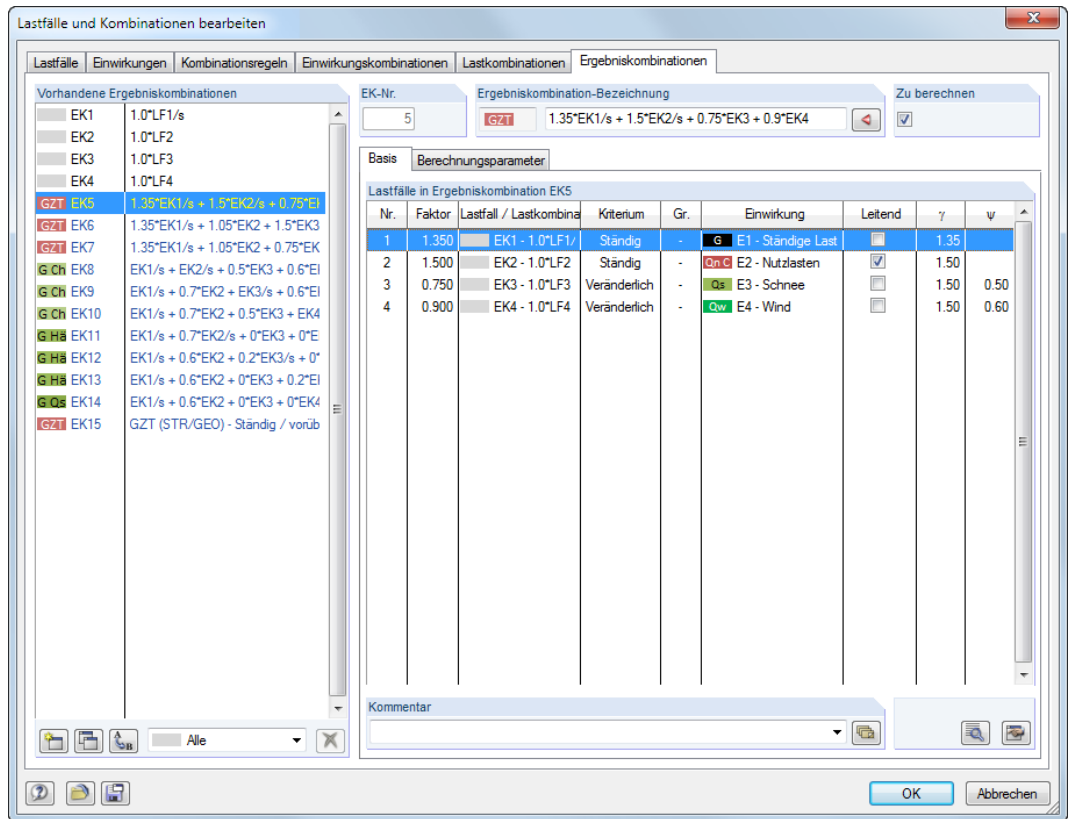 Lastfälle und Kombinationen bearbeiten
Lastfälle Einwirkungen Kombinationsregeln Einwirkungskombinationen Lastkombinationen Ergebniskombinationen
Vorhandene Ergebniskombinationen
EK1 1.0*LF1/s
EK2 1.0*LF2
EK3 1.0*LF3
EK4 1.0*LF4
GZT EK5 1.35*EK1/s + 1.5*EK2/s + 0.75*EK
GZT EK6 1.35*EK1/s + 1.05*EK2 + 1.5*EK3
GZT EK7 1.35*EK1/s + 1.05*EK2 + 0.75*EK
G Ch EK8 EK1/s + EK2/s + 0.5*EK3 + 0.6*E
G Ch EK9 EK1/s + 0.7*EK2 + EK3/s + 0.6*E
G Ch EK10 EK1/s + 0.7*EK2 + 0.5*EK3 + EK4
G Hä EK11 EK1/s + 0.7*EK2/s + 0*EK3 + 0*E
G Hä EK12 EK1/s + 0.6*EK2 + 0.2*EK3/s + 0*
G Hä EK13 EK1/s + 0.6*EK2 + 0*EK3 + 0.2*E
G Qs EK14 EK1/s + 0.6*EK2 + 0*EK3 + 0*EK4
GZT EK15 GZT (STR/GEO) - Ständig / vorüb
Alle
EK-Nr.
5
Ergebniskombination-Bezeichnung
GZT 1.35*EK1/s + 1.5*EK2/s + 0.75*EK3 + 0.9*EK4
Zu berechnen
Basis Berechnungsparameter
Lastfälle in Ergebniskombination EK5
Nr. Faktor Lastfall / Lastkombina Kriterium Gr. Einwirkung Leitend γ ψ
1 1.350 EK1 - 1.0*LF1/ Ständig - G E1 - Ständige Last 1.35
2 1.500 EK2 - 1.0*LF2 Ständig - Qn C E2 - Nutzlasten 1.50
3 0.750 EK3 - 1.0*LF3 Veränderlich - Qs E3 - Schnee 1.50 0.50
4 0.900 EK4 - 1.0*LF4 Veränderlich - Qw E4 - Wind 1.50 0.60
Kommentar
OK Abbrechen